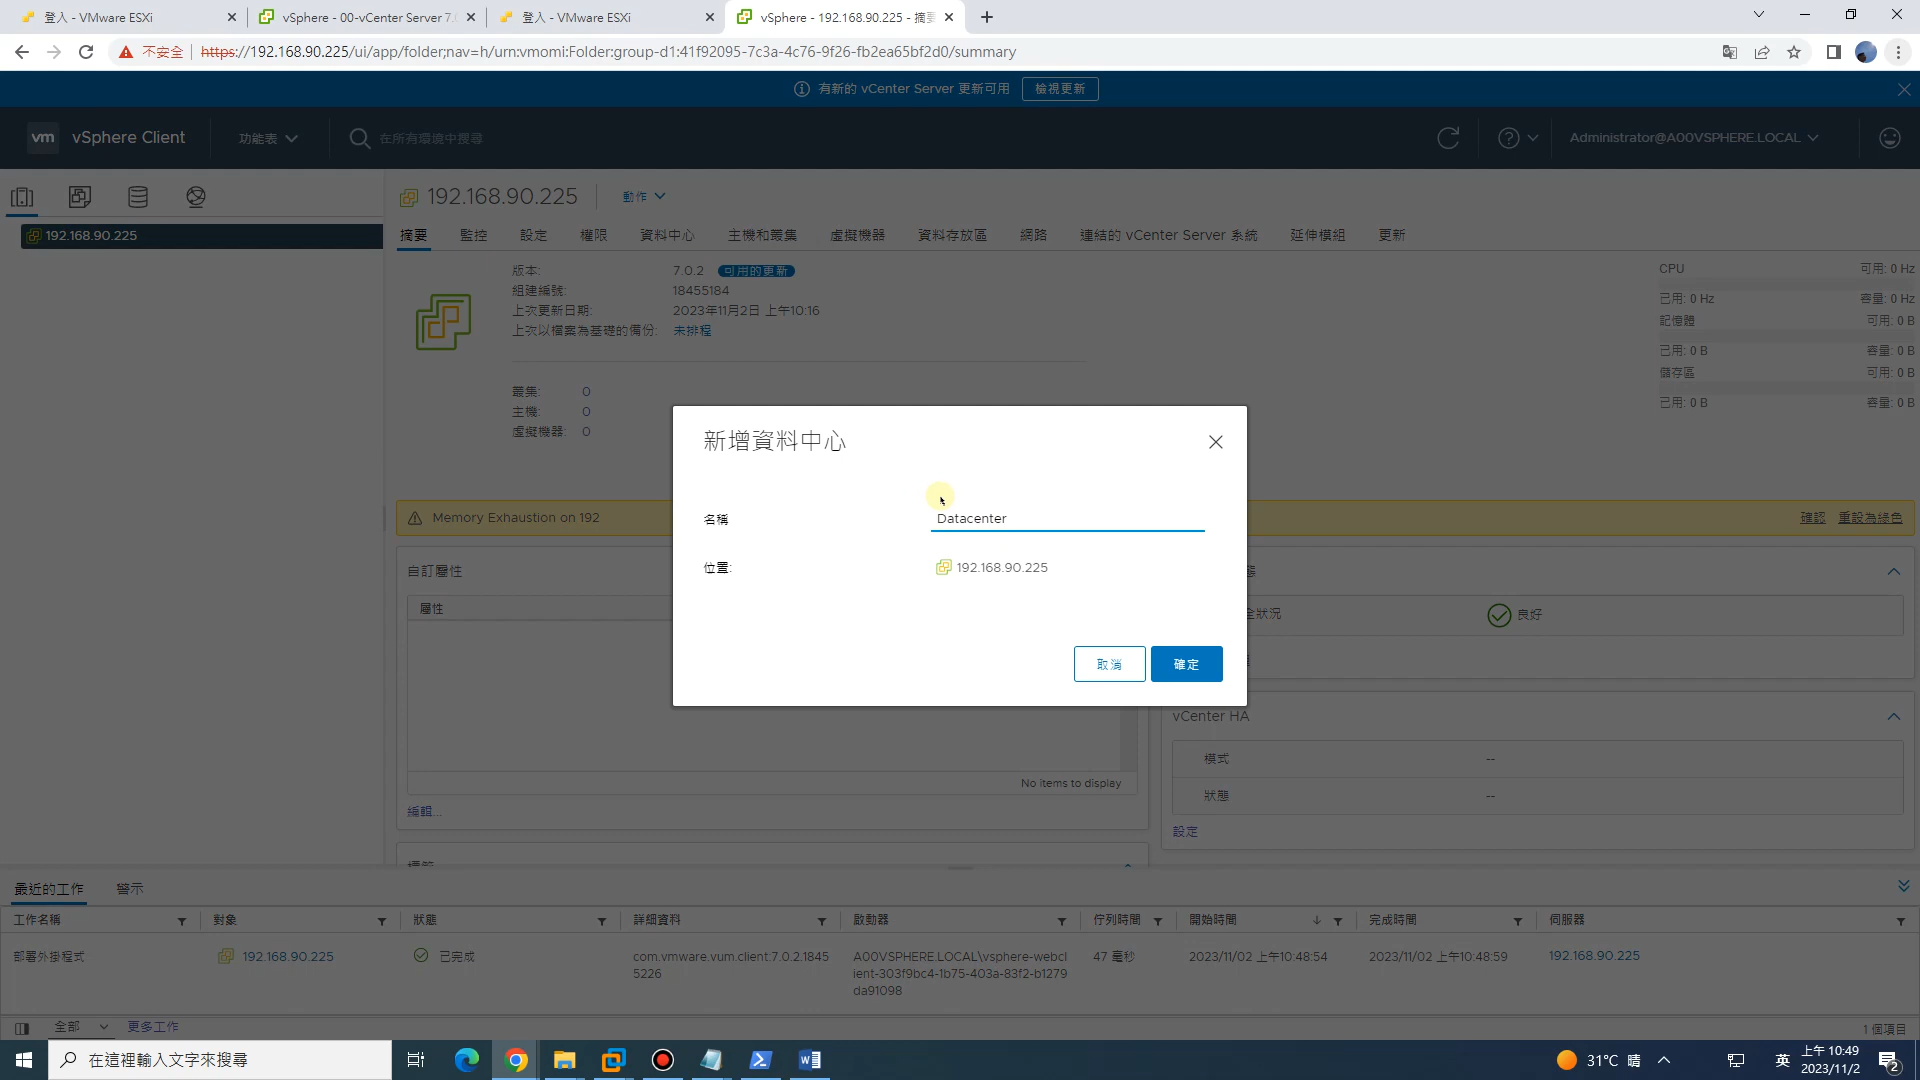 登入 - VMware ESXi
vSphere - 00-vCenter Server 7.
登入 - VMware ESXi
vSphere - 192.168.90.225 - 摘要
不安全
https://192.168.90.225/ui/app/folder;nav=h/urn:vmomi:Folder:group-d1:41f92095-7c3a-4c76-9f26-fb2ea65bf2d0/summary
有新的 vCenter Server 更新可用
檢視更新
vm
vSphere Client
功能表
在所有環境中搜尋
Administrator@A00VSPHERE.LOCAL
192.168.90.225
192.168.90.225
動作
摘要 監控 設定 權限 資料中心 主機和叢集 虛擬機器 資料存放區 網路 連結的 vCenter Server 系統 延伸模組 更新
版本: 7.0.2 可用的更新
組建編號: 18455184
上次更新日期: 2023年11月2日 上午10:16
上次以檔案為基礎的備份: 未排程
叢集: 0
主機: 0
虛擬機器: 0
CPU 可用: 0 Hz
已用: 0 Hz 容量: 0 Hz
記憶體 可用: 0 B
已用: 0 B 容量: 0 B
儲存區 可用: 0 B
已用: 0 B 容量: 0 B
Memory Exhaustion on 192
確認 重設為綠色
新增資料中心
名稱 Datacenter
位置: 192.168.90.225
取消 確定
自訂屬性
屬性
No items to display
編輯...
全狀況 良好
vCenter HA
模式 --
狀態 --
設定
最近的工作 警示
工作名稱 對象 狀態 詳細資料 啟動器 佇列時間 開始時間 完成時間 伺服器
部署外掛程式 192.168.90.225 已完成 com.vmware.vum.client:7.0.2.1845 A00VSPHERE.LOCAL\vsphere-webcl 47 毫秒 2023/11/02 上午10:48:54 2023/11/02 上午10:48:59 192.168.90.225
5226 ient-303f9bc4-1b75-403a-83f2-b1279
da91098
全部 更多工作
1 個項目
在這裡輸入文字來搜尋
31°C 晴
英
上午 10:49
2023/11/2
2